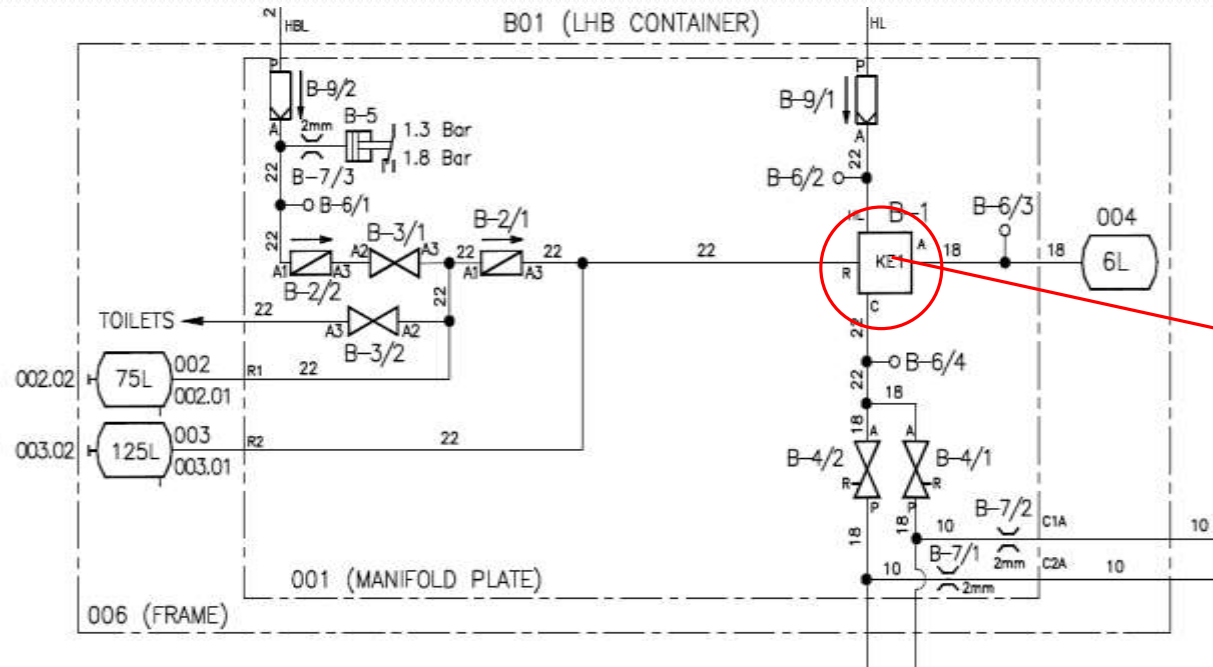 2
HBL
B01 (LHB CONTAINER)
HL
P
B-9/2
A
2mm
B-5
1.3 Bar
1.8 Bar
B-7/3
22
B-6/1
22
P
B-9/1
A
22
B-6/2
HL
B-1
B-6/3
004
A1
A3
B-2/2
A2
B-3/1
A3
22
B-2/1
A1
A3
22
22
R
KE1
A
18
18
6L
C
22
TOILETS
22
A3
A2
B-3/2
22
B-6/4
22
002.02
75L
002
002.01
R1
22
18
18
003.02
125L
003
003.01
R2
22
A
A
B-4/2
B-4/1
R
R
P
P
18
18
10
B-7/2
2mm
C1A
10
10
B-7/1
2mm
C2A
10
001 (MANIFOLD PLATE)
006 (FRAME)